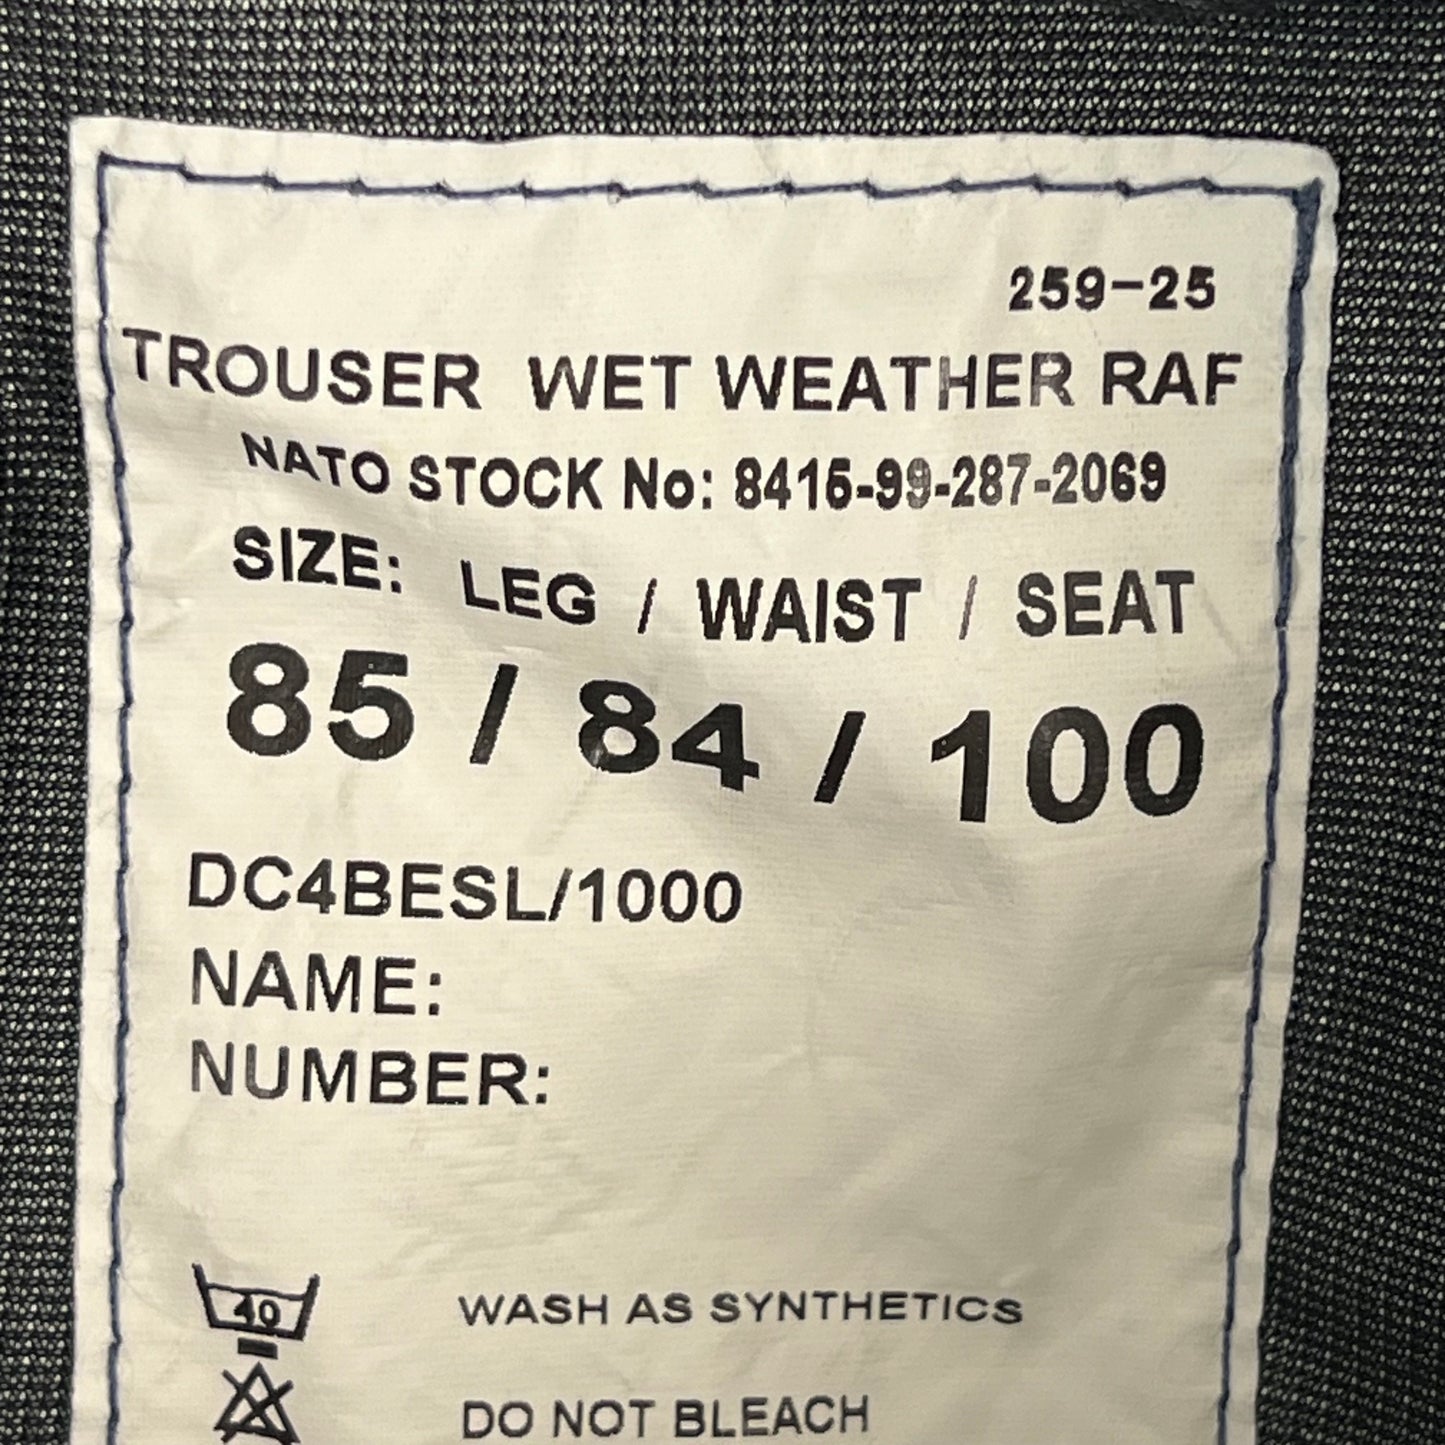 259-25
TROUSER WET WEATHER RAF
NATO STOCK No: 8415-99-287-2069
SIZE: LEG / WAIST / SEAT
85 / 84 / 100
DC4BESL/1000
NAME:
NUMBER:
40 WASH AS SYNTHETICS
DO NOT BLEACH